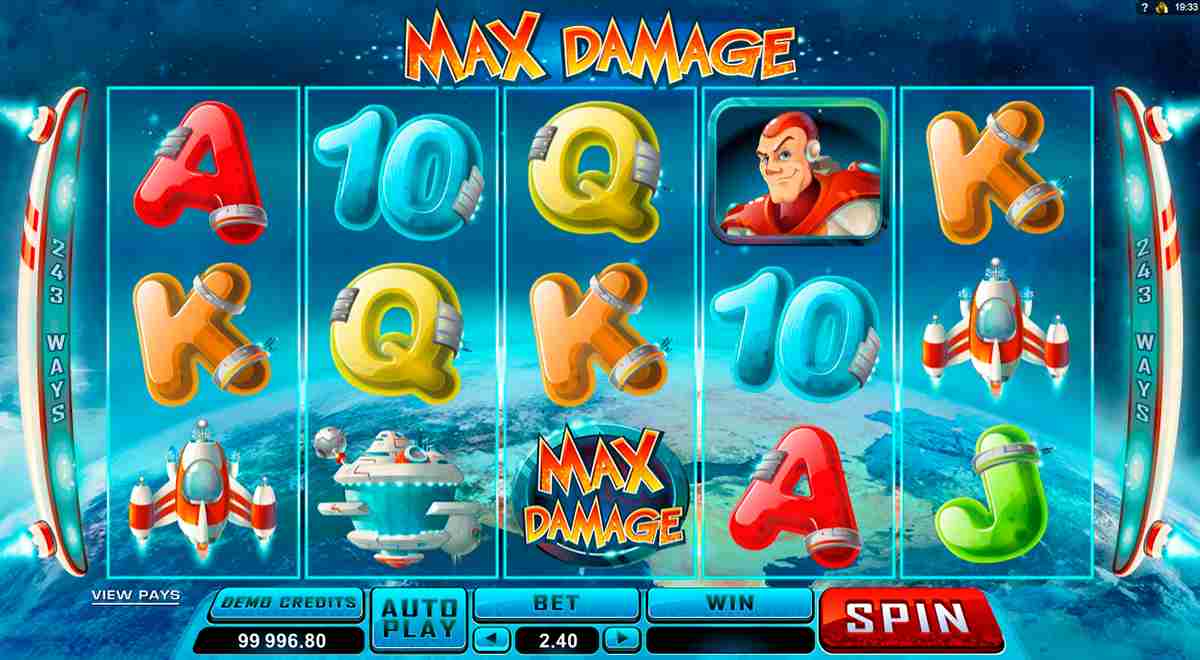 ? 19:33
MAX DAMAGE
A 10 Q K
243 WAYS
K Q K 10
243 WAYS
MAX
DAMAGE
A J
VIEW PAYS
DEMO CREDITS
99 996.80
AUTO
PLAY
BET
2.40
WIN
SPIN